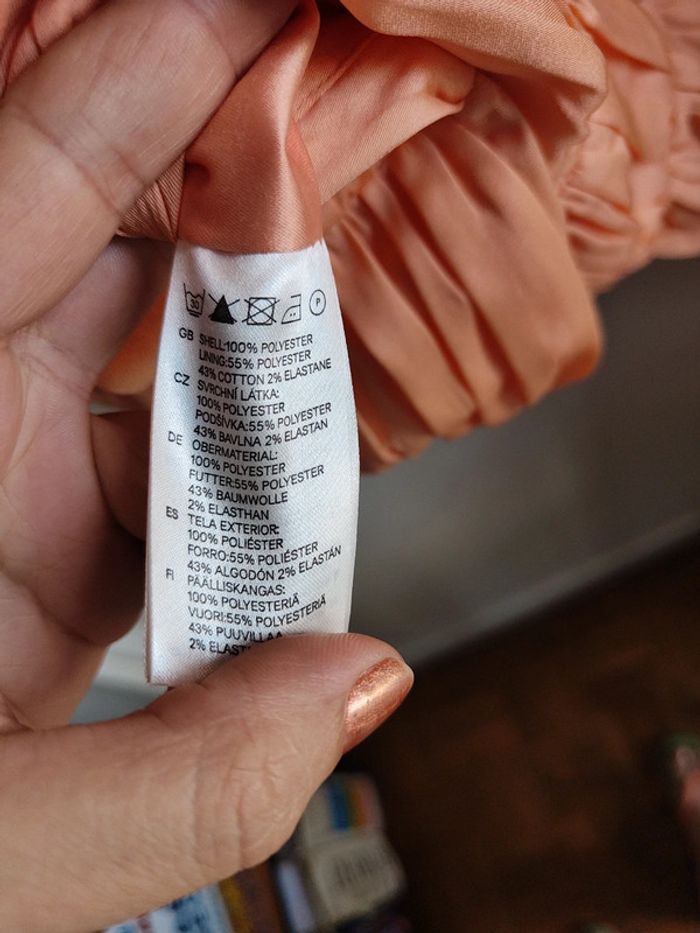 30
GB SHELL:100% POLYESTER
LINING:55% POLYESTER
43% COTTON 2% ELASTANE
CZ SVRCHNÍ LÁTKA:
100% POLYESTER
PODŠÍVKA:55% POLYESTER
43% BAVLNA 2% ELASTAN
DE OBERMATERIAL:
100% POLYESTER
FUTTER:55% POLYESTER
43% BAUMWOLLE
2% ELASTHAN
ES TELA EXTERIOR:
100% POLIÉSTER
FORRO:55% POLIÉSTER
43% ALGODÓN 2% ELASTÁN
FI PÄÄLLISKANGAS:
100% POLYESTERIÄ
VUORI:55% POLYESTERIÄ
43% PUUVILLAA
2%